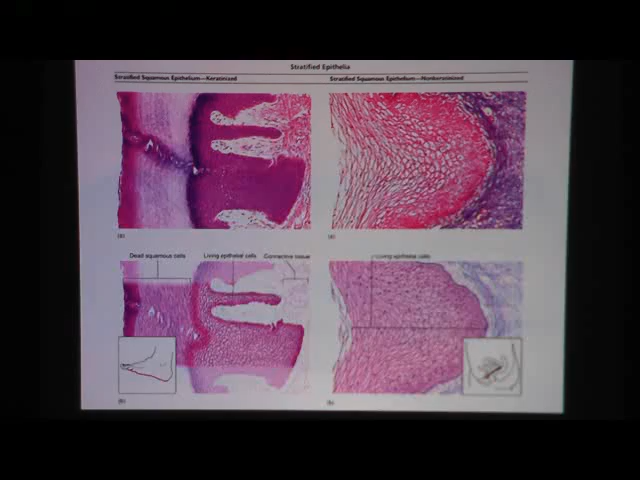 Stratified Epithelia
Stratified Squamous Epithelium—Keratinized
Stratified Squamous Epithelium—Nonkeratinized
(a)
(a)
Dead squamous cells
Living epithelial cells
Connective tissue
Living epithelial cells
(b)
(b)